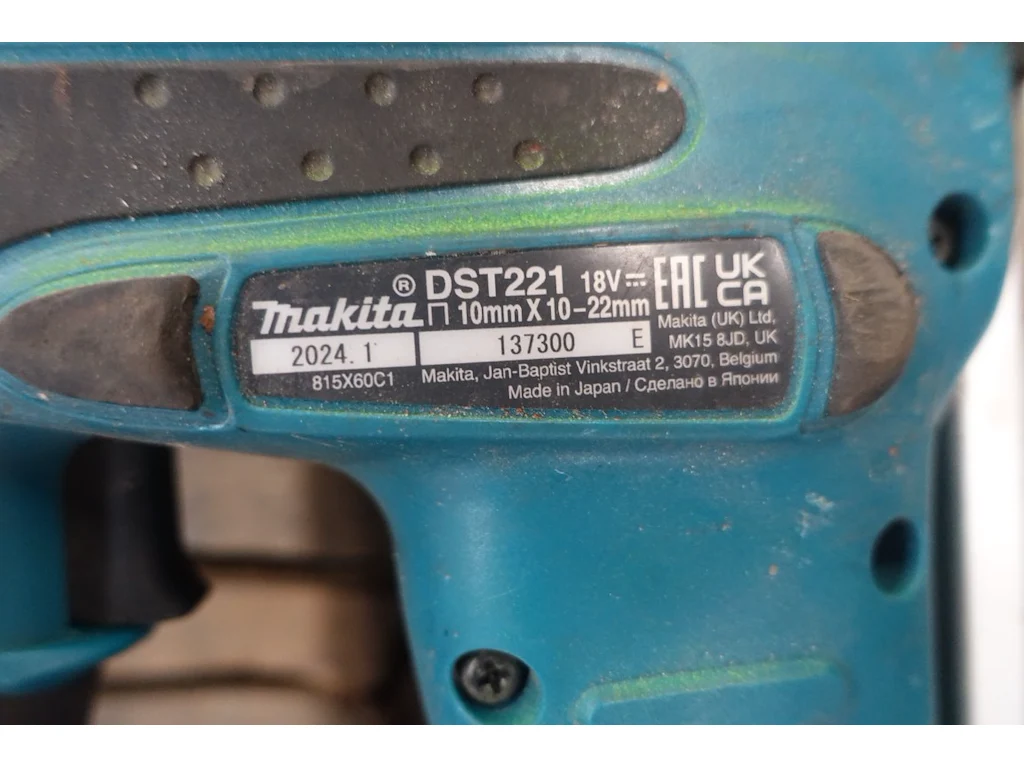 makita® DST221 18V⎓ EAC UK CA
⊓ 10mm X 10-22mm
Makita (UK) Ltd,
2024.1 137300 E MK15 8JD, UK
815X60C1 Makita, Jan-Baptist Vinkstraat 2, 3070, Belgium
Made in Japan / Сделано в Японии